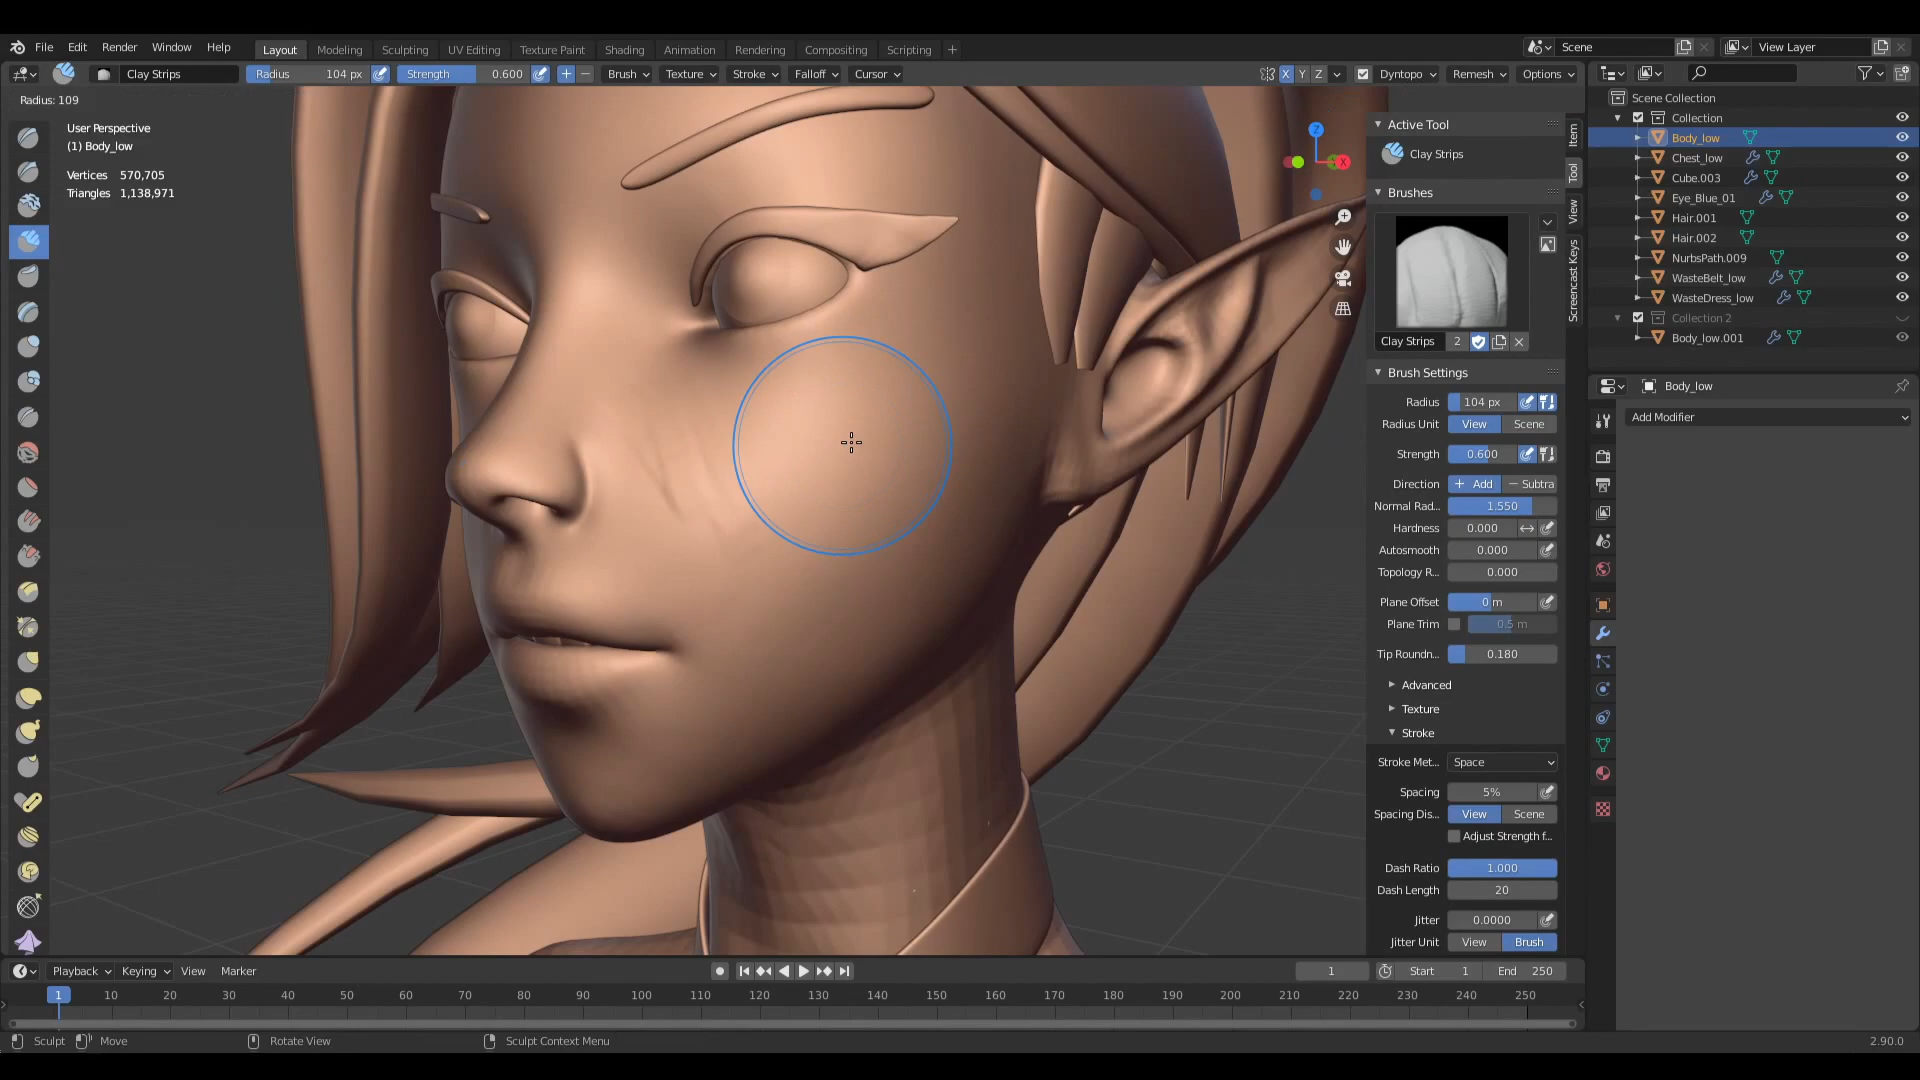 File Edit Render Window Help Layout Modeling Sculpting UV Editing Texture Paint Shading Animation Rendering Compositing Scripting + Scene View Layer
Clay Strips Radius 104 px Strength 0.600 + − Brush Texture Stroke Falloff Cursor X Y Z Dyntopo Remesh Options
Radius: 109
User Perspective
(1) Body_low
Vertices 570,705
Triangles 1,138,971
Z
X
Active Tool
Clay Strips
Brushes
Clay Strips 2
Brush Settings
Radius 104 px
Radius Unit View Scene
Strength 0.600
Direction + Add − Subtra
Normal Rad... 1.550
Hardness 0.000
Autosmooth 0.000
Topology R... 0.000
Plane Offset 0 m
Plane Trim 0.5 m
Tip Roundn... 0.180
Advanced
Texture
Stroke
Stroke Met... Space
Spacing 5%
Spacing Dis... View Scene
Adjust Strength f...
Dash Ratio 1.000
Dash Length 20
Jitter 0.0000
Jitter Unit View Brush
Item
Tool
View
Screencast Keys
Scene Collection
Collection
Body_low
Chest_low
Cube.003
Eye_Blue_01
Hair.001
Hair.002
NurbsPath.009
WasteBelt_low
WasteDress_low
Collection 2
Body_low.001
Body_low
Add Modifier
Playback Keying View Marker 1 Start 1 End 250
1 10 20 30 40 50 60 70 80 90 100 110 120 130 140 150 160 170 180 190 200 210 220 230 240 250
Sculpt Move Rotate View Sculpt Context Menu 2.90.0